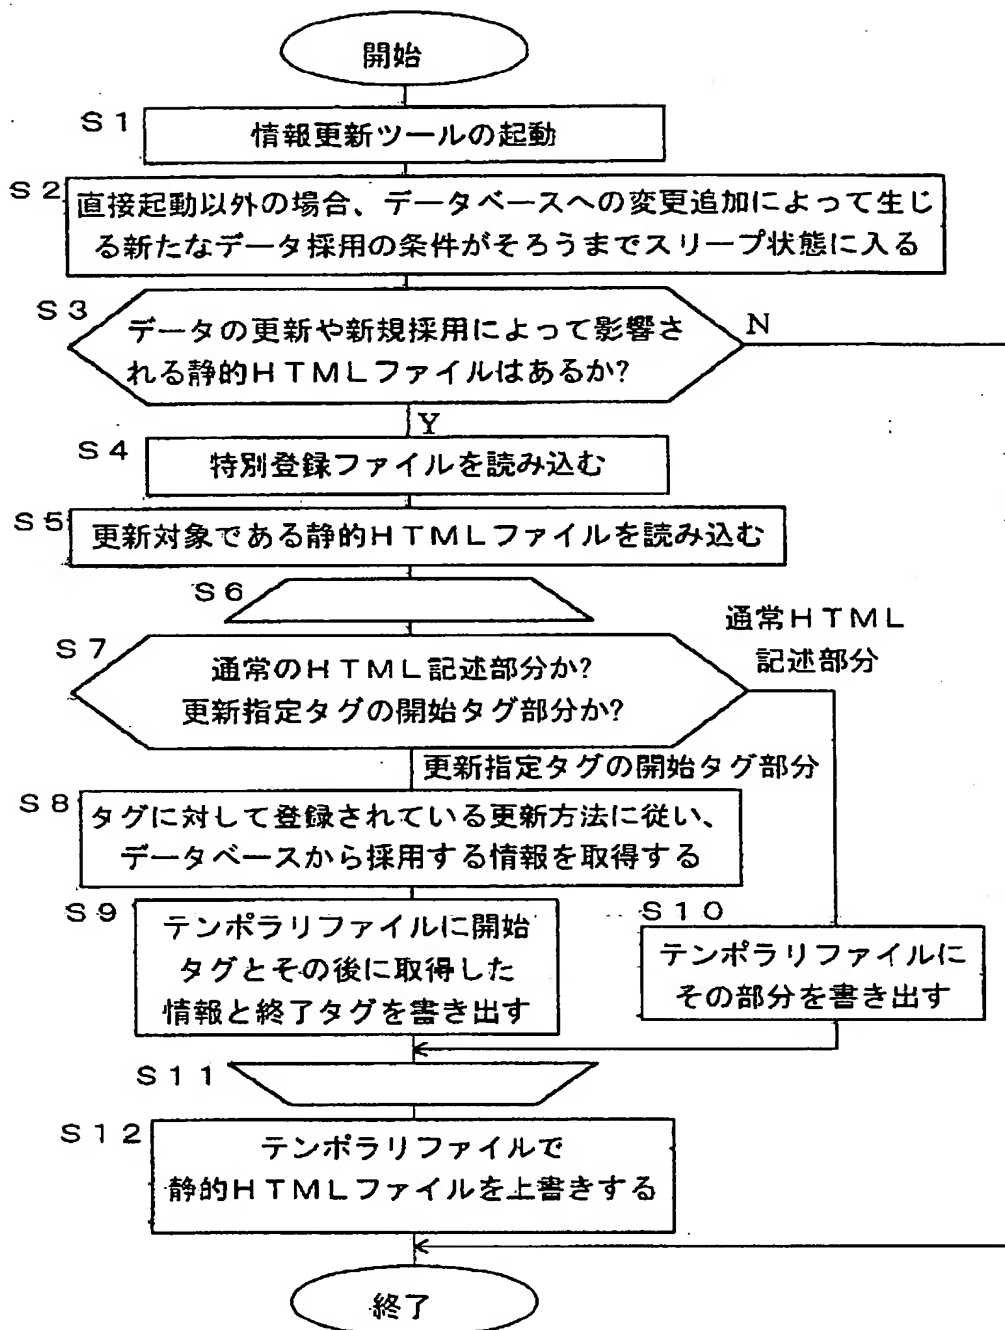 開始
S1
情報更新ツールの起動
S2
直接起動以外の場合、データベースへの変更追加によって生じ
る新たなデータ採用の条件がそろうまでスリープ状態に入る
S3
データの更新や新規採用によって影響さ
れる静的HTMLファイルはあるか?
N
Y
S4
特別登録ファイルを読み込む
S5
更新対象である静的HTMLファイルを読み込む
S6
S7
通常のHTML記述部分か?
更新指定タグの開始タグ部分か?
通常HTML
記述部分
更新指定タグの開始タグ部分
S8
タグに対して登録されている更新方法に従い、
データベースから採用する情報を取得する
S9
テンポラリファイルに開始
タグとその後に取得した
情報と終了タグを書き出す
S10
テンポラリファイルに
その部分を書き出す
S11
S12
テンポラリファイルで
静的HTMLファイルを上書きする
終了